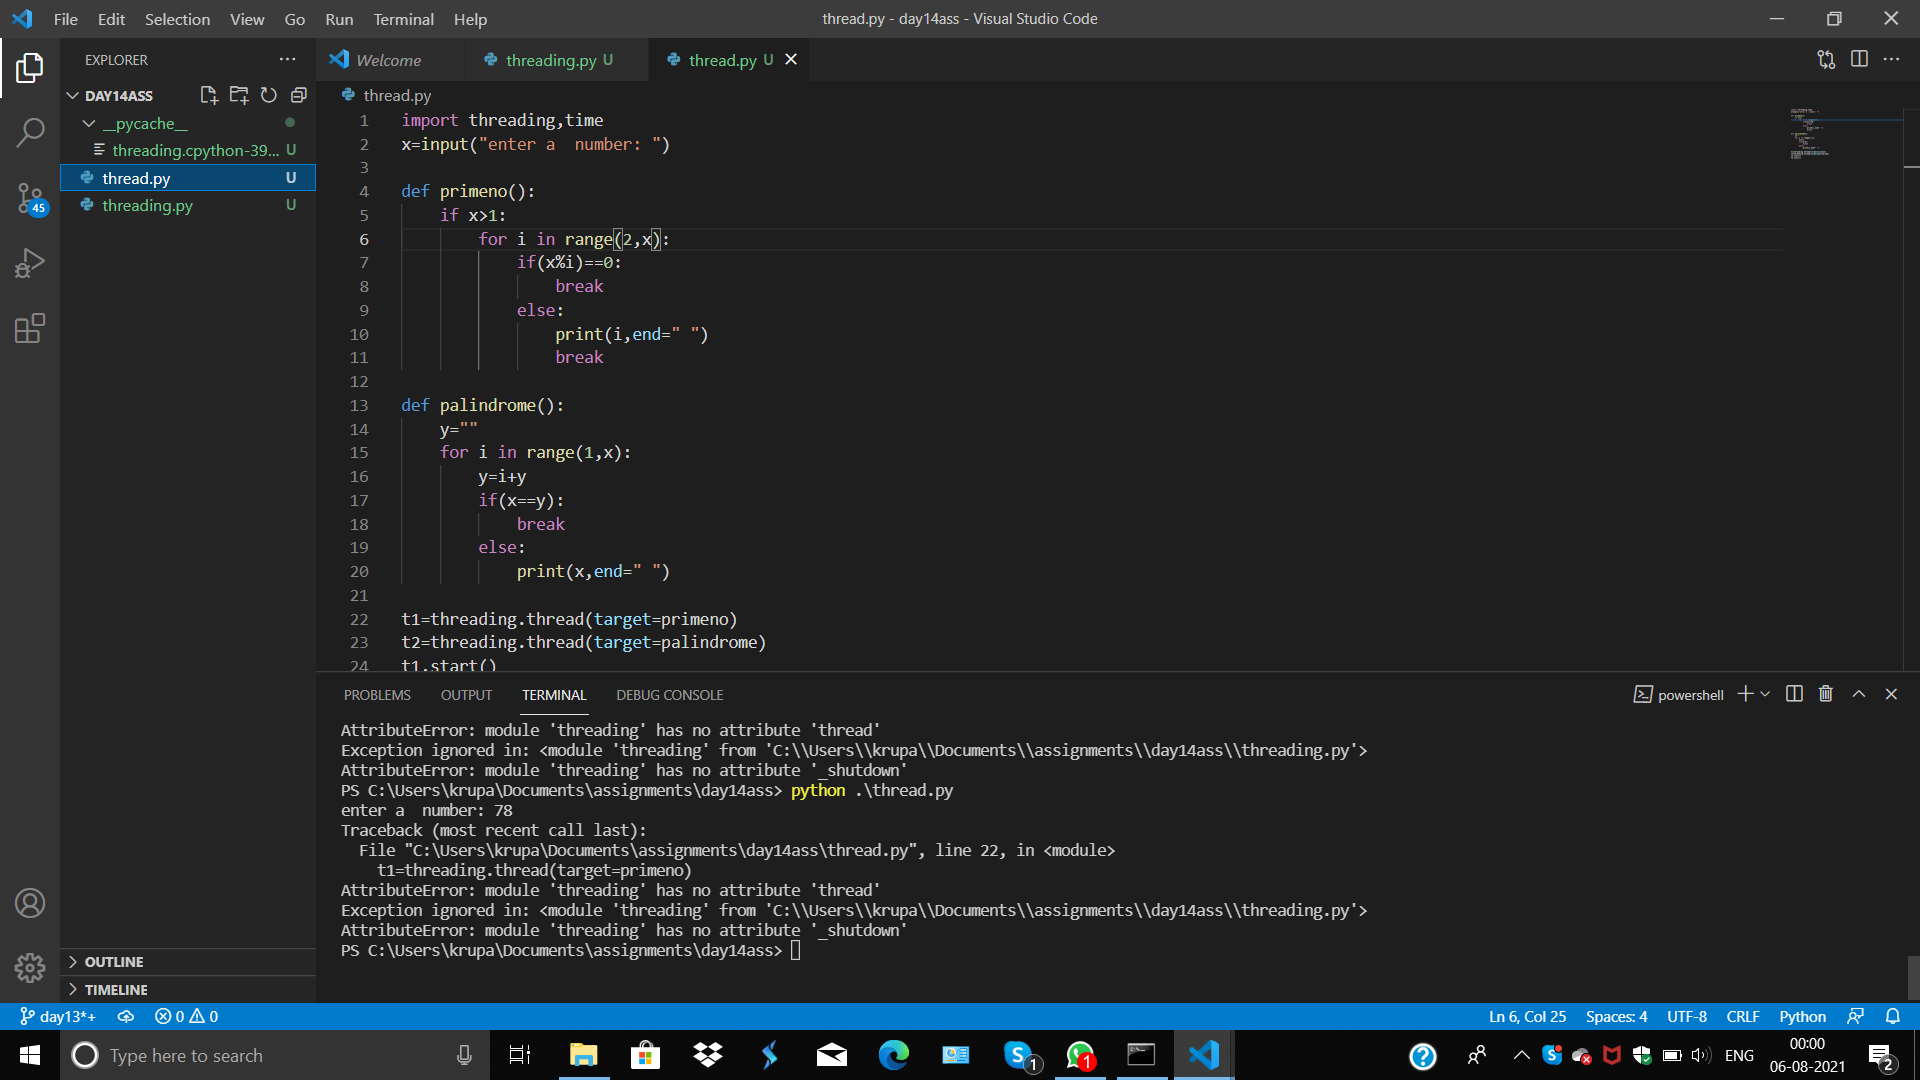 File Edit Selection View Go Run Terminal Help
thread.py - day14ass - Visual Studio Code
EXPLORER
DAY14ASS
__pycache__
threading.cpython-39... U
thread.py U
threading.py U
45
OUTLINE
TIMELINE
Welcome
threading.py U
thread.py U
thread.py
1 import threading,time
2 x=input("enter a  number: ")
3
4 def primeno():
5     if x>1:
6         for i in range(2,x):
7             if(x%i)==0:
8                 break
9             else:
10                 print(i,end=" ")
11                 break
12
13 def palindrome():
14     y=""
15     for i in range(1,x):
16         y=i+y
17         if(x==y):
18             break
19         else:
20             print(x,end=" ")
21
22 t1=threading.thread(target=primeno)
23 t2=threading.thread(target=palindrome)
24 t1.start()
PROBLEMS OUTPUT TERMINAL DEBUG CONSOLE
powershell
AttributeError: module 'threading' has no attribute 'thread'
Exception ignored in: <module 'threading' from 'C:\\Users\\krupa\\Documents\\assignments\\day14ass\\threading.py'>
AttributeError: module 'threading' has no attribute '_shutdown'
PS C:\Users\krupa\Documents\assignments\day14ass> python .\thread.py
enter a  number: 78
Traceback (most recent call last):
  File "C:\Users\krupa\Documents\assignments\day14ass\thread.py", line 22, in <module>
    t1=threading.thread(target=primeno)
AttributeError: module 'threading' has no attribute 'thread'
Exception ignored in: <module 'threading' from 'C:\\Users\\krupa\\Documents\\assignments\\day14ass\\threading.py'>
AttributeError: module 'threading' has no attribute '_shutdown'
PS C:\Users\krupa\Documents\assignments\day14ass>
day13*+ 0 0
Ln 6, Col 25 Spaces: 4 UTF-8 CRLF Python
Type here to search
1
1
ENG
00:00
06-08-2021
2